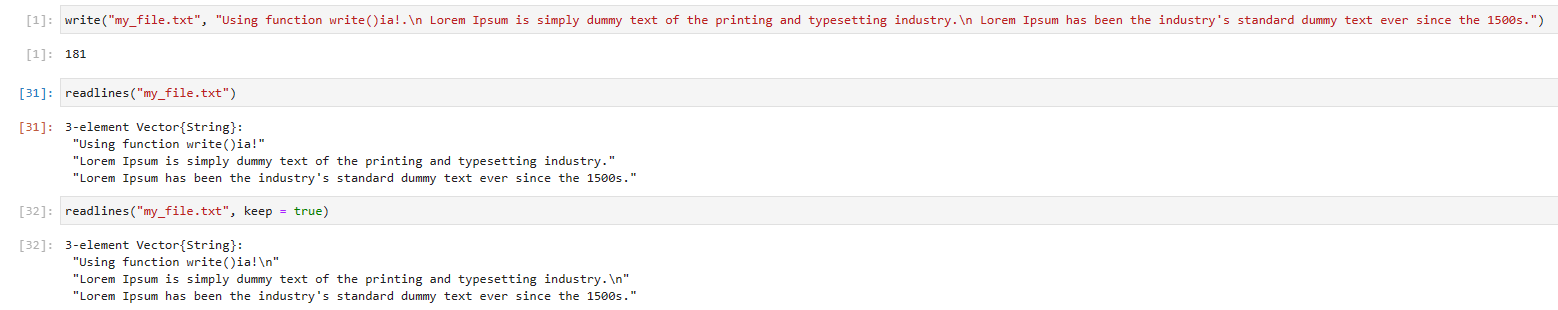 [1]: write("my_file.txt", "Using function write()ia!.\n Lorem Ipsum is simply dummy text of the printing and typesetting industry.\n Lorem Ipsum has been the industry's standard dummy text ever since the 1500s.")
[1]: 181
[31]: readlines("my_file.txt")
[31]: 3-element Vector{String}:
"Using function write()ia!"
"Lorem Ipsum is simply dummy text of the printing and typesetting industry."
"Lorem Ipsum has been the industry's standard dummy text ever since the 1500s."
[32]: readlines("my_file.txt", keep = true)
[32]: 3-element Vector{String}:
"Using function write()ia!\n"
"Lorem Ipsum is simply dummy text of the printing and typesetting industry.\n"
"Lorem Ipsum has been the industry's standard dummy text ever since the 1500s."